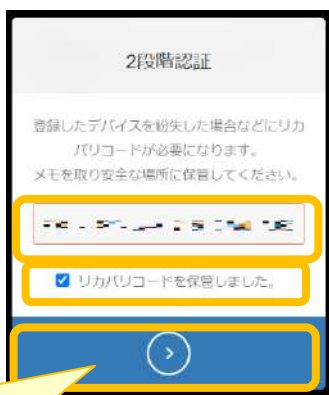 2段階認証
登録したデバイスを紛失した場合などにリカ
バリコードが必要になります。
メモを取り安全な場所に保管してください。
リカバリコードを保管しました。